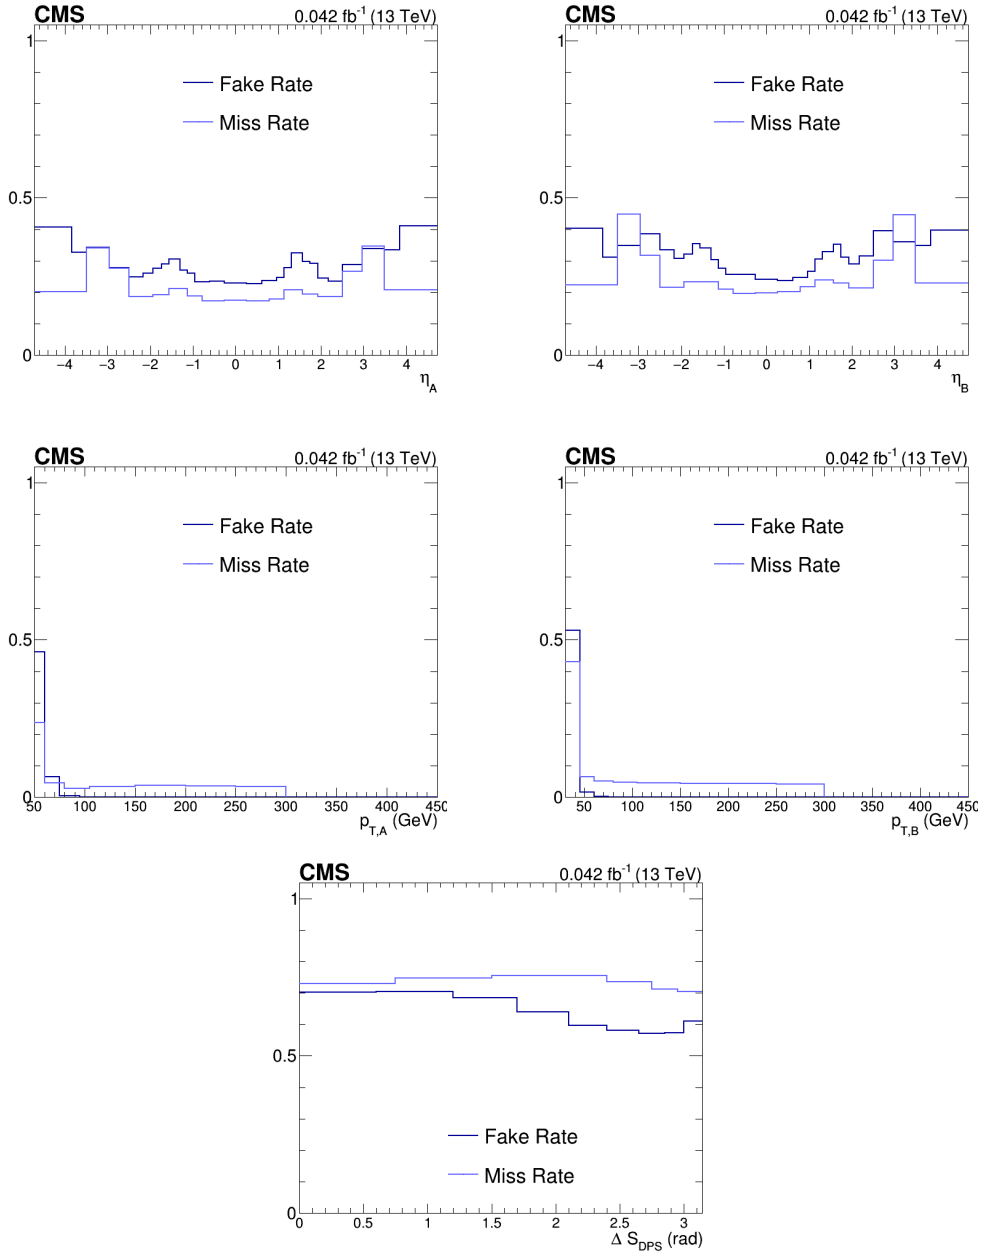 CMS 0.042 fb⁻¹ (13 TeV)
1
Fake Rate
Miss Rate
0.5
0
−4 −3 −2 −1 0 1 2 3 4
η_A
CMS 0.042 fb⁻¹ (13 TeV)
1
Fake Rate
Miss Rate
0.5
0
−4 −3 −2 −1 0 1 2 3 4
η_B
CMS 0.042 fb⁻¹ (13 TeV)
1
Fake Rate
Miss Rate
0.5
0
50 100 150 200 250 300 350 400 450
p_T,A (GeV)
CMS 0.042 fb⁻¹ (13 TeV)
1
Fake Rate
Miss Rate
0.5
0
50 100 150 200 250 300 350 400 450
p_T,B (GeV)
CMS 0.042 fb⁻¹ (13 TeV)
1
0.5
Fake Rate
Miss Rate
0
0 0.5 1 1.5 2 2.5 3
Δ S_DPS (rad)